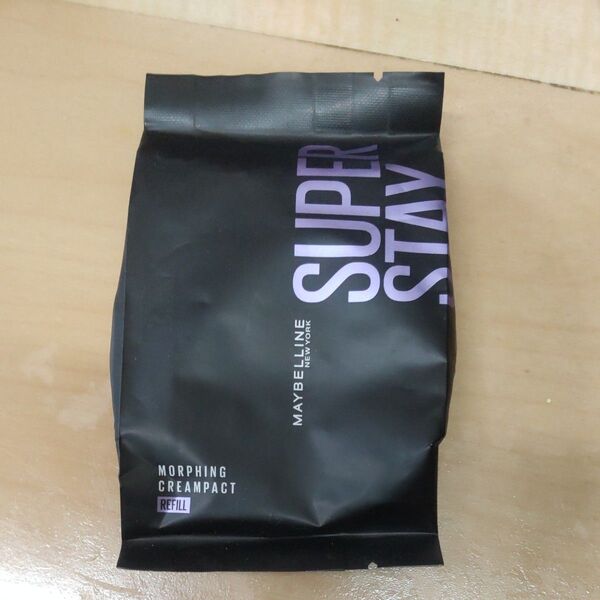 SUPER
STAY
MAYBELLINE
NEW YORK
MORPHING
CREAMPACT
REFILL